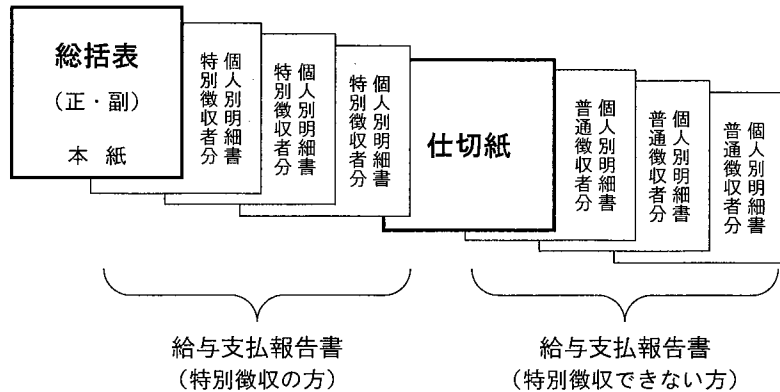 総括表
(正・副)
本 紙
個人別明細書
特別徴収者分
個人別明細書
特別徴収者分
個人別明細書
特別徴収者分
仕切紙
個人別明細書
普通徴収者分
個人別明細書
普通徴収者分
個人別明細書
普通徴収者分
給与支払報告書
(特別徴収の方)
給与支払報告書
(特別徴収できない方)